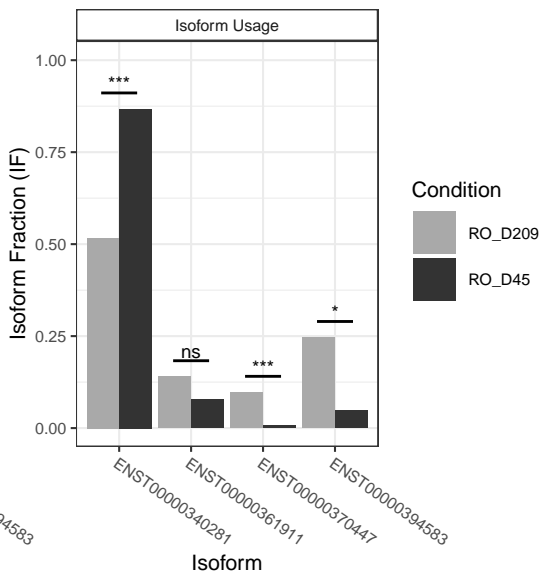 Isoform Usage
1.00
0.75
0.50
0.25
0.00
Isoform Fraction (IF)
***
ns
***
*
Condition
RO_D209
RO_D45
94583
ENST00000340281
ENST00000361911
ENST00000370447
ENST00000394583
Isoform